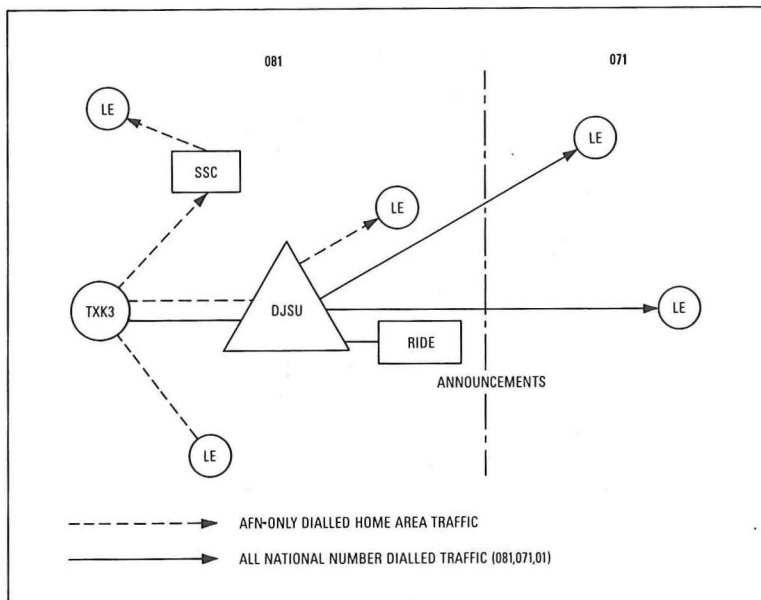 081
071
LE
LE
SSC
LE
TXK3
DJSU
LE
RIDE
ANNOUNCEMENTS
LE
AFN-ONLY DIALLED HOME AREA TRAFFIC
ALL NATIONAL NUMBER DIALLED TRAFFIC (081,071,01)